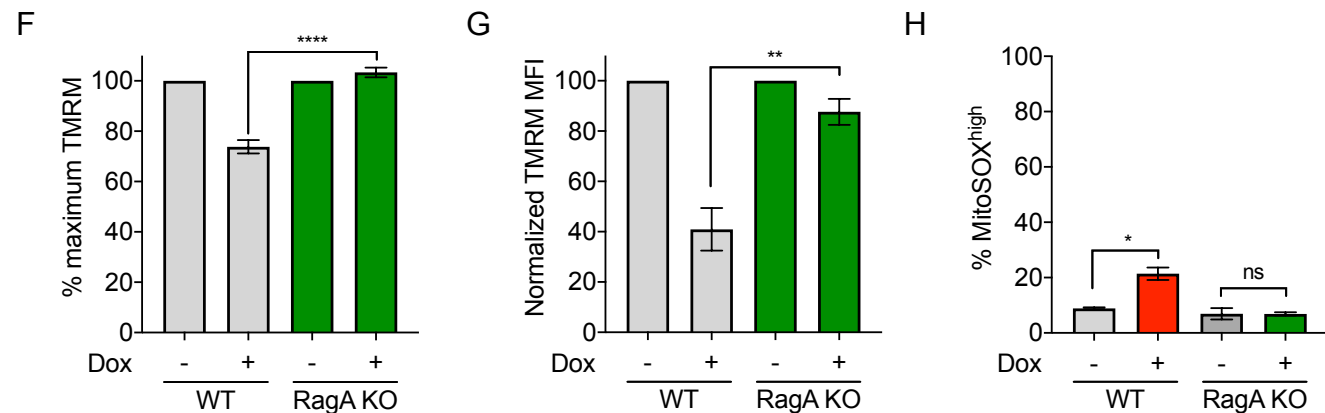 F
% maximum TMRM
100
80
60
40
20
0
****
Dox - + - +
WT RagA KO
G
Normalized TMRM MFI
100
80
60
40
20
0
**
- + - +
Dox
WT RagA KO
H
% MitoSOXhigh
100
80
60
40
20
0
*
ns
Dox - + - +
WT RagA KO